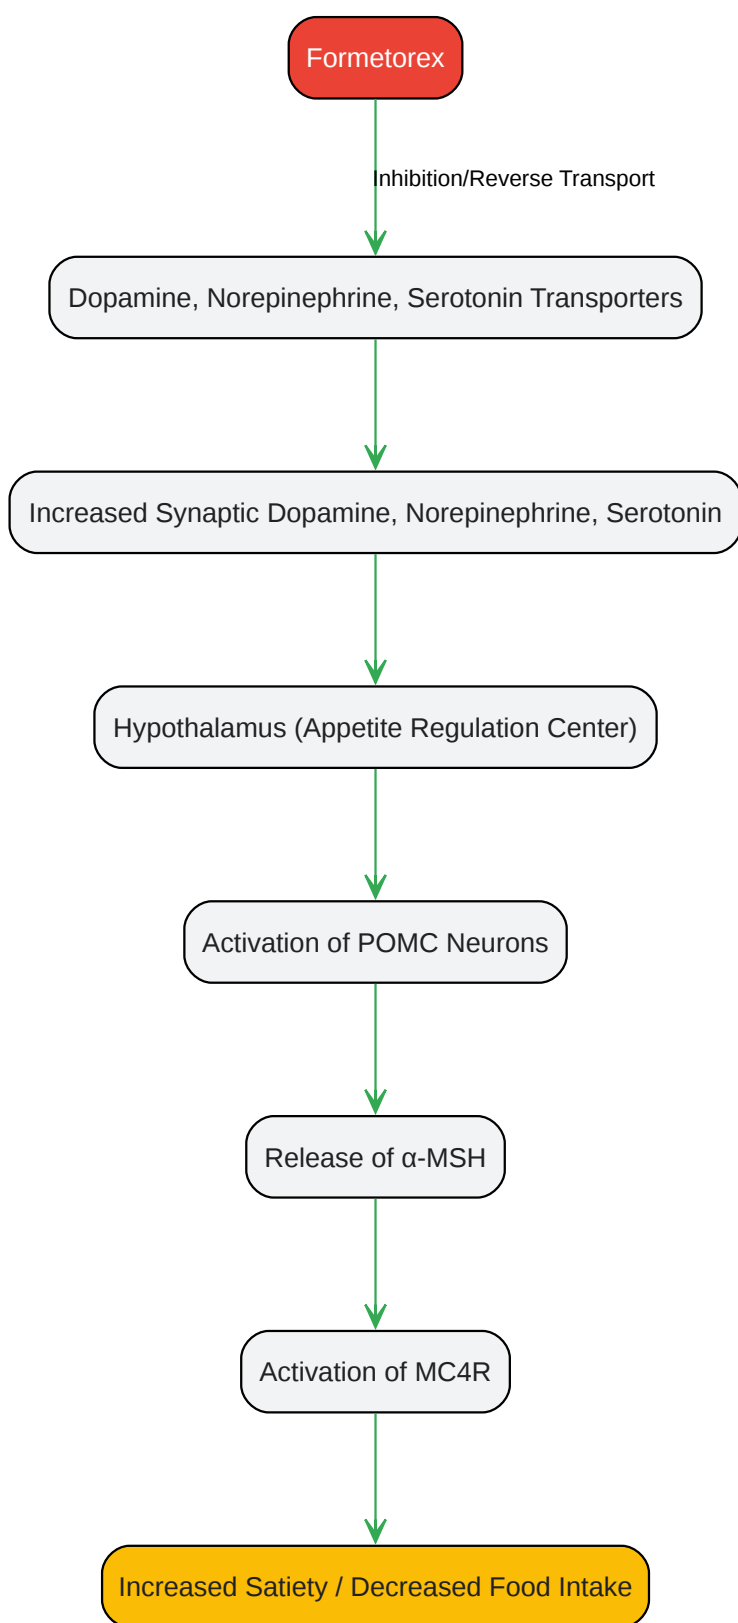 Formetorex
Inhibition/Reverse Transport
Dopamine, Norepinephrine, Serotonin Transporters
Increased Synaptic Dopamine, Norepinephrine, Serotonin
Hypothalamus (Appetite Regulation Center)
Activation of POMC Neurons
Release of α-MSH
Activation of MC4R
Increased Satiety / Decreased Food Intake